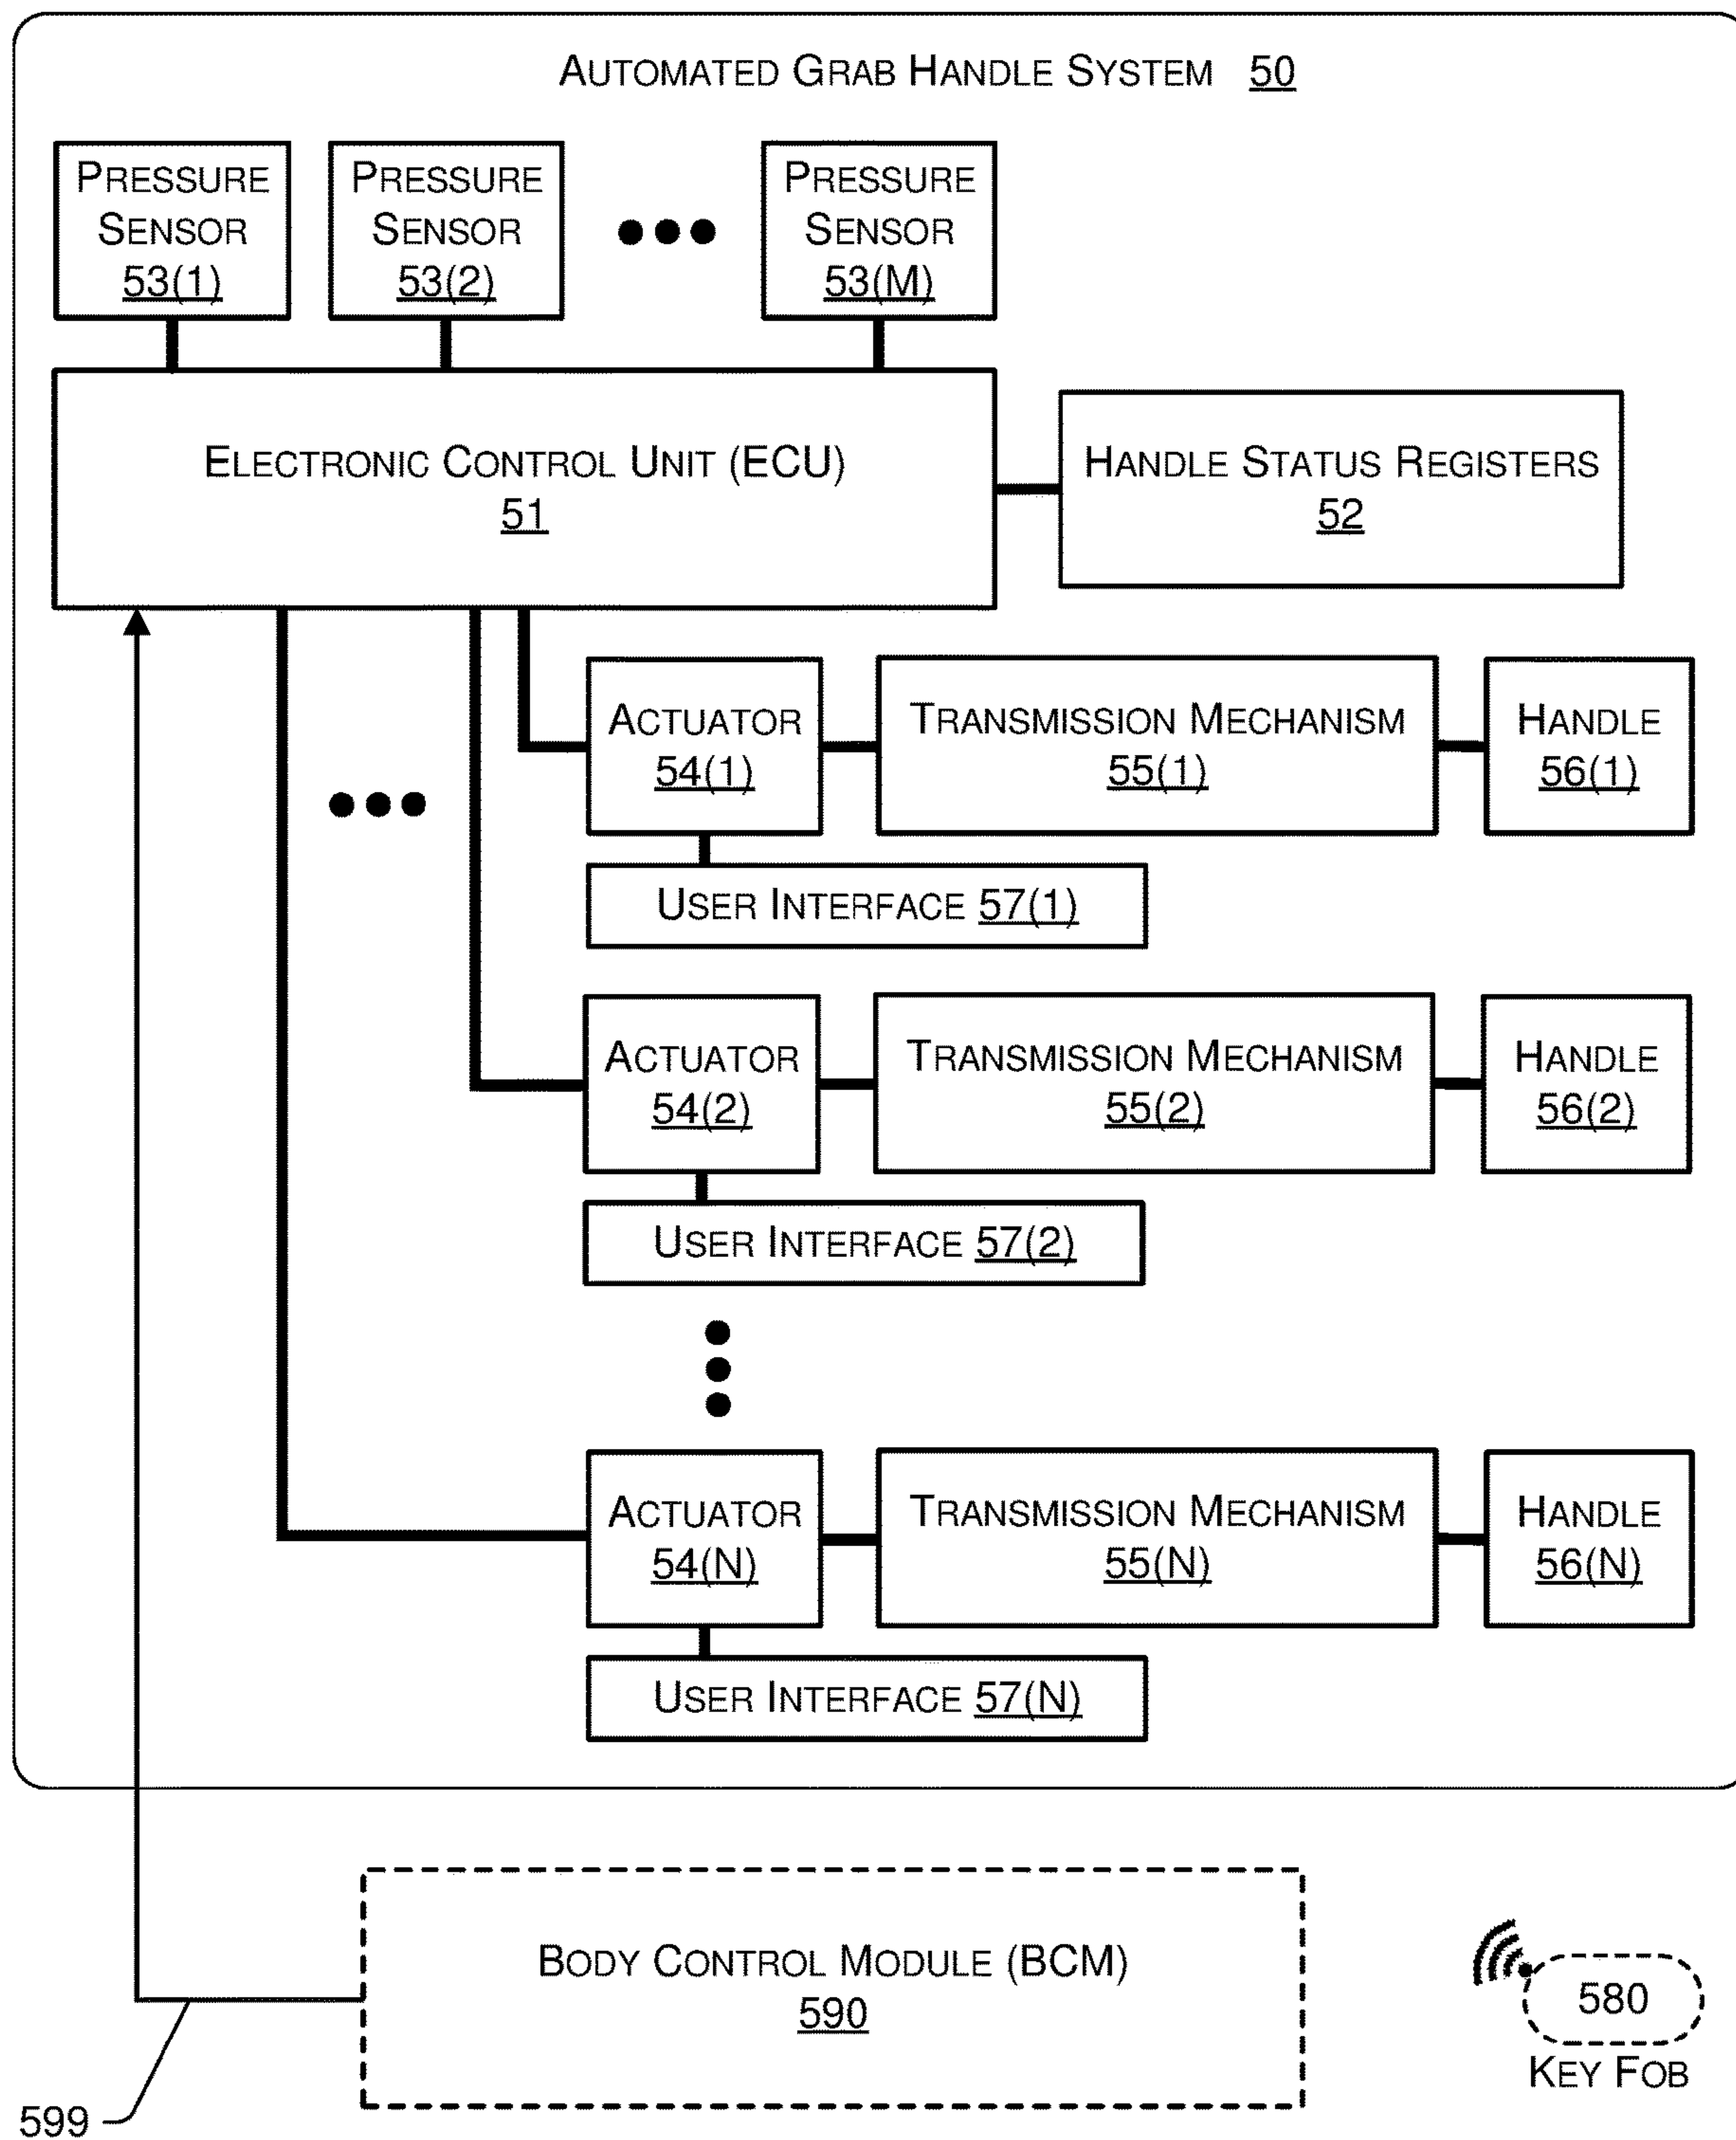 AUTOMATED GRAB HANDLE SYSTEM 50
PRESSURE
SENSOR
53(1)
PRESSURE
SENSOR
53(2)
PRESSURE
SENSOR
53(M)
ELECTRONIC CONTROL UNIT (ECU)
51
HANDLE STATUS REGISTERS
52
ACTUATOR
54(1)
TRANSMISSION MECHANISM
55(1)
HANDLE
56(1)
USER INTERFACE 57(1)
ACTUATOR
54(2)
TRANSMISSION MECHANISM
55(2)
HANDLE
56(2)
USER INTERFACE 57(2)
ACTUATOR
54(N)
TRANSMISSION MECHANISM
55(N)
HANDLE
56(N)
USER INTERFACE 57(N)
BODY CONTROL MODULE (BCM)
590
580
KEY FOB
599